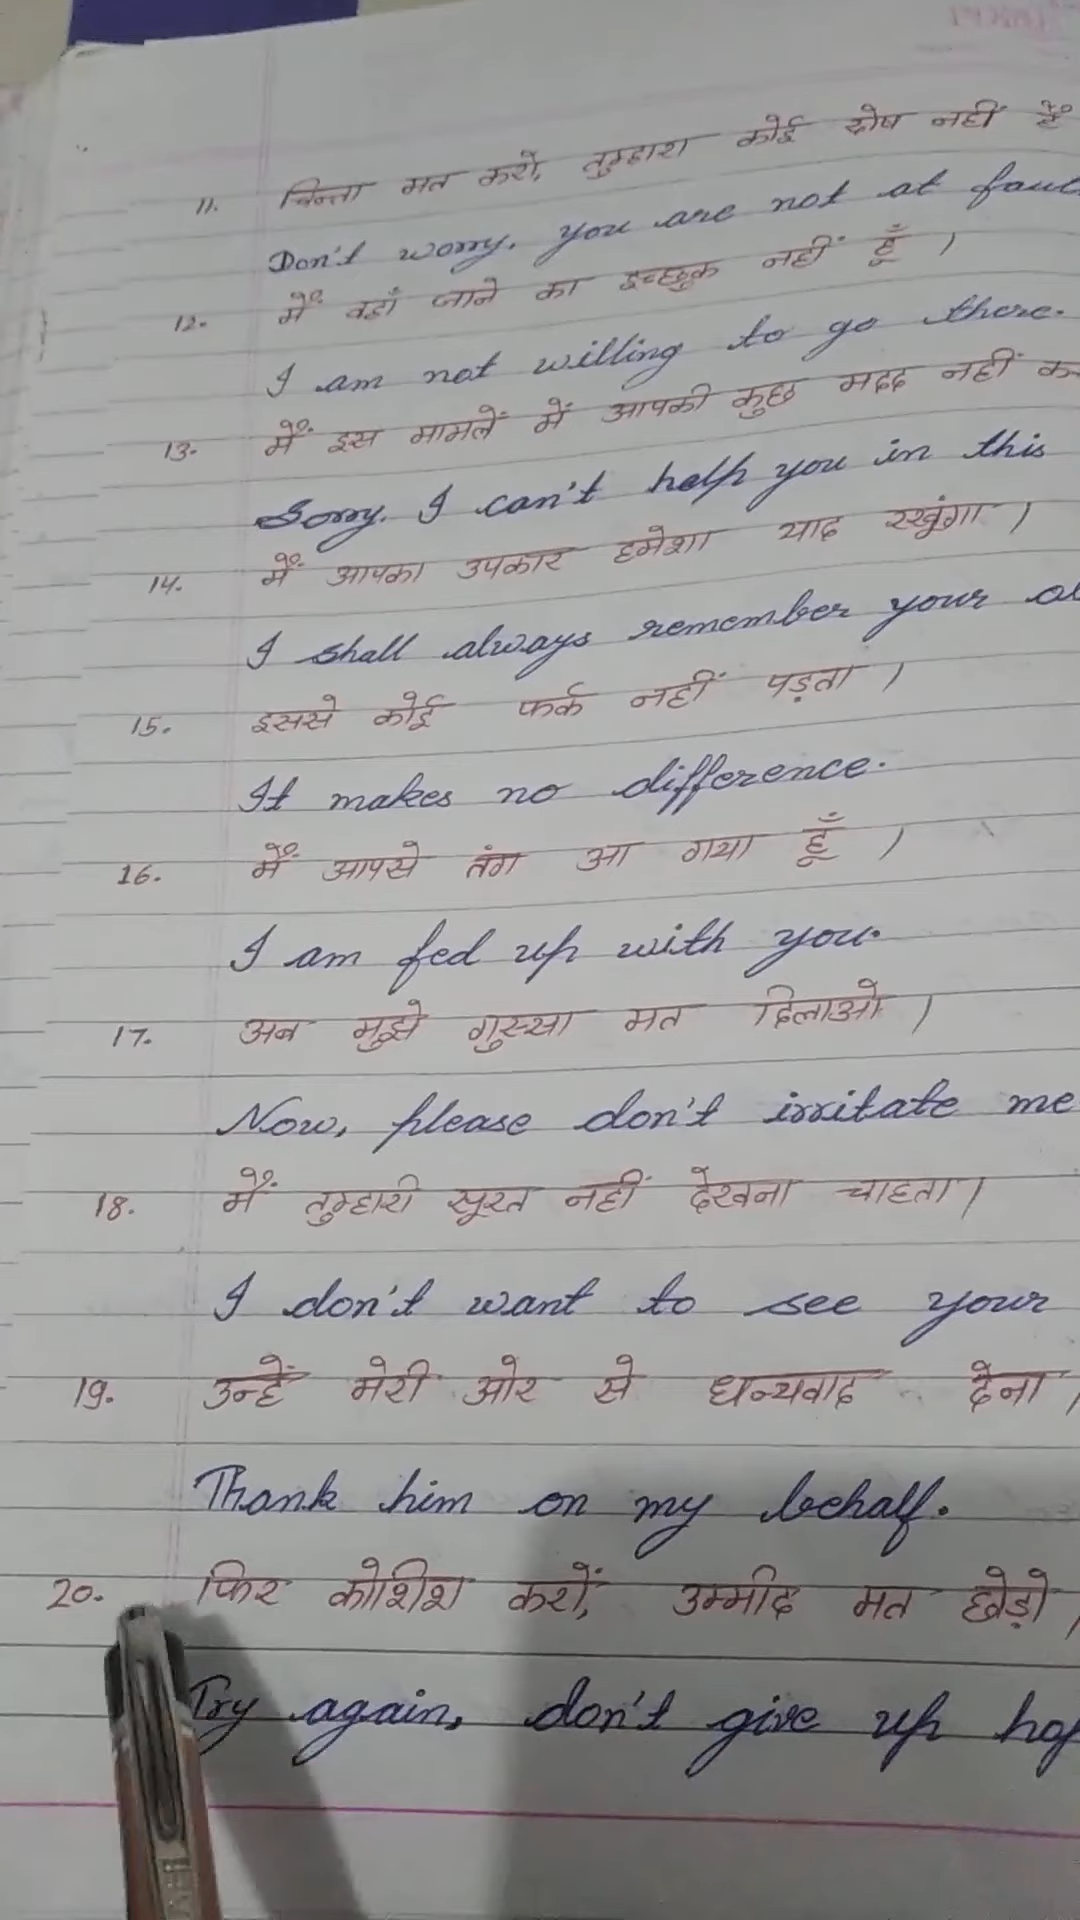 11. चिन्ता मत करो, तुम्हारा कोई दोष नहीं है
Don't worry, you are not at
12. मैं वहाँ जाने का इच्छुक नहीं हूँ ।
I am not willing to go there.
13. मैं इस मामलें में आपकी कुछ मदद नहीं
Sorry. I can't help you in this
14. मैं आपका उपकार हमेशा याद रखुंगा ।
I shall always remember your
15. इससे कोई फर्क नहीं पड़ता ।
It makes no difference.
16. मैं आपसे तंग आ गया हूँ ।
I am fed up with you.
17. अब मुझे गुस्सा मत दिलाओ ।
Now, please don't irritate me
18. मैं तुम्हारी सूरत नहीं देखना चाहता ।
I don't want to see your
19. उन्हें मेरी ओर से धन्यवाद देना ।
Thank him on my behalf.
20. फिर कोशिश करों, उम्मीद मत छोड़ो ।
Try again, don't give up